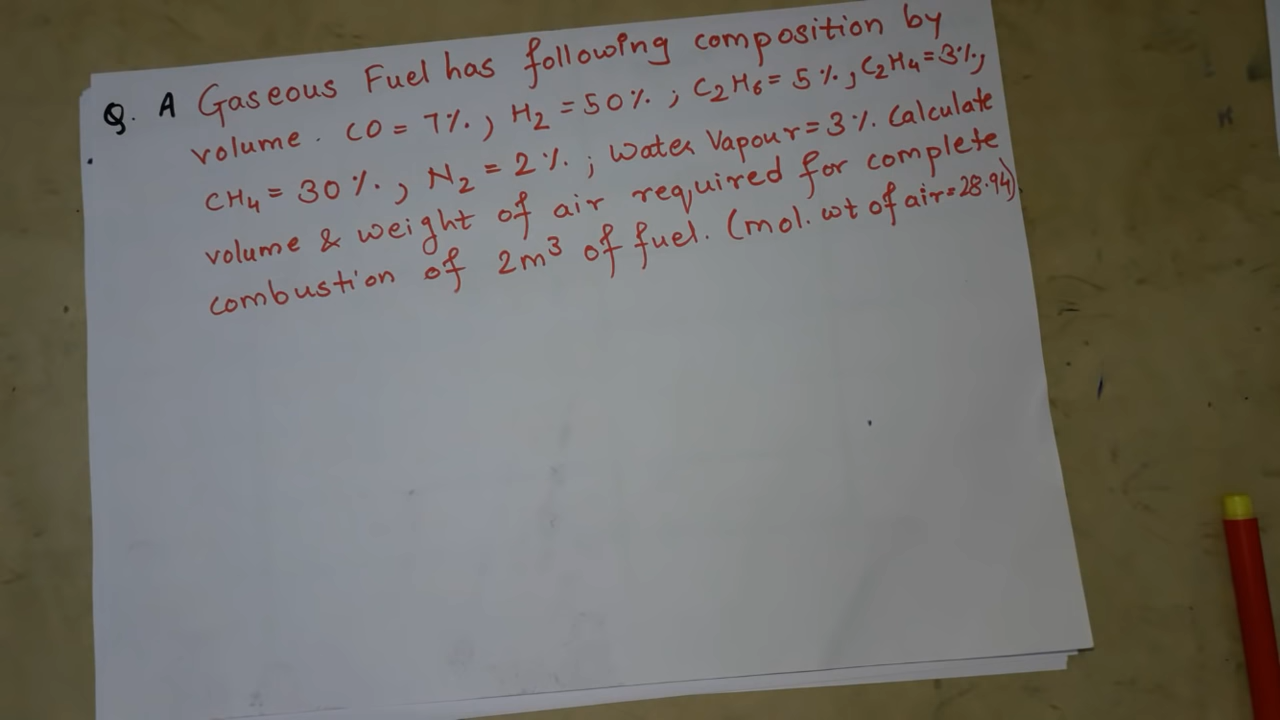 Q. A Gaseous Fuel has following composition by
volume. CO = 7%, H2 = 50%; C2H6 = 5%, C2H4 = 3%,
CH4 = 30%, N2 = 2%; Water Vapour = 3%. Calculate
volume & weight of air required for complete
combustion of 2m³ of fuel. (mol. wt of air = 28.94)